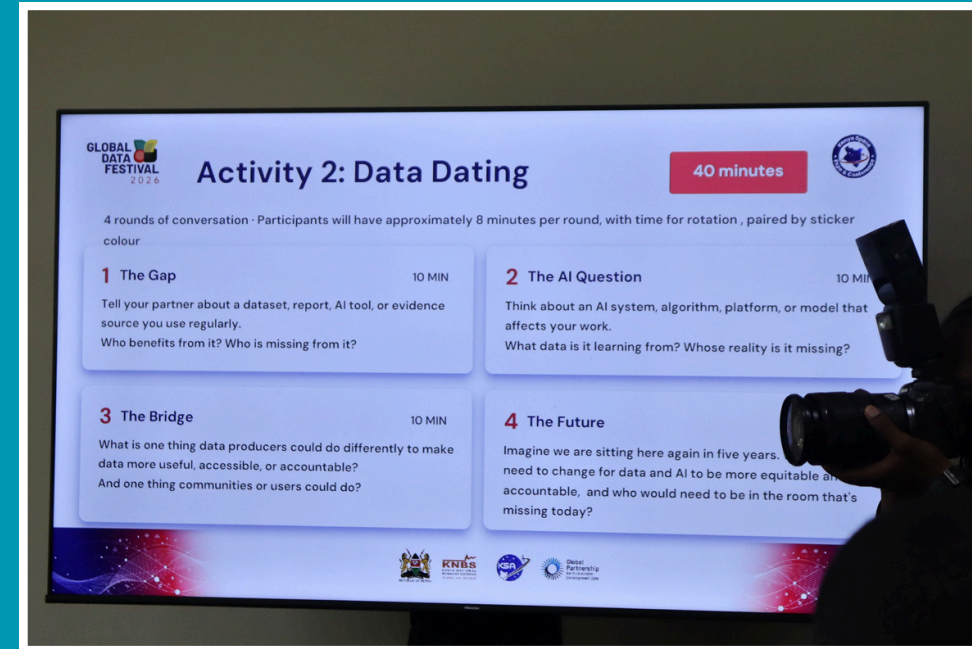 GLOBAL
DATA
FESTIVAL
2026
Activity 2: Data Dating
40 minutes
4 rounds of conversation · Participants will have approximately 8 minutes per round, with time for rotation , paired by sticker
colour
1 The Gap
10 MIN
Tell your partner about a dataset, report, AI tool, or evidence
source you use regularly.
Who benefits from it? Who is missing from it?
2 The AI Question
10 MIN
Think about an AI system, algorithm, platform, or model that
affects your work.
What data is it learning from? Whose reality is it missing?
3 The Bridge
10 MIN
What is one thing data producers could do differently to make
data more useful, accessible, or accountable?
And one thing communities or users could do?
4 The Future
Imagine we are sitting here again in five years.
need to change for data and AI to be more equitable an
accountable, and who would need to be in the room that's
missing today?
KNBS
KSA
Global
Partnership